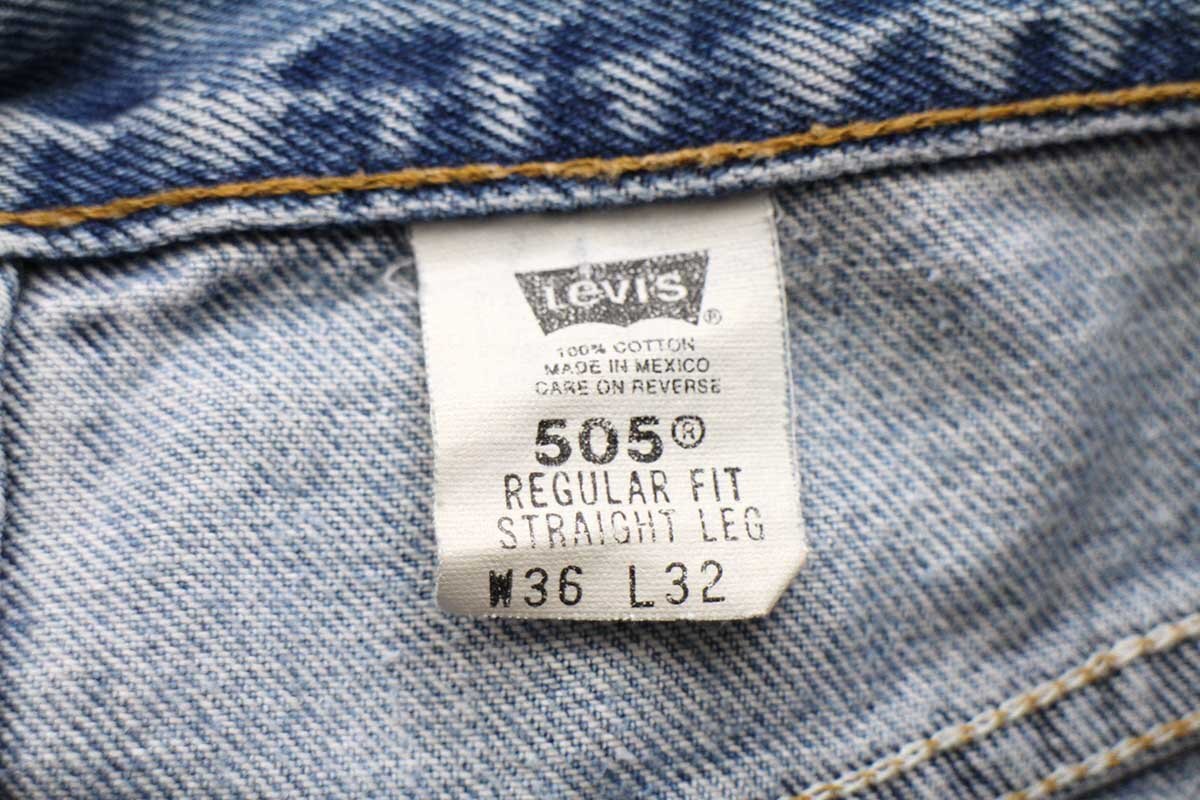 Levi's®
100% COTTON
MADE IN MEXICO
CARE ON REVERSE
505®
REGULAR FIT
STRAIGHT LEG
W36 L32